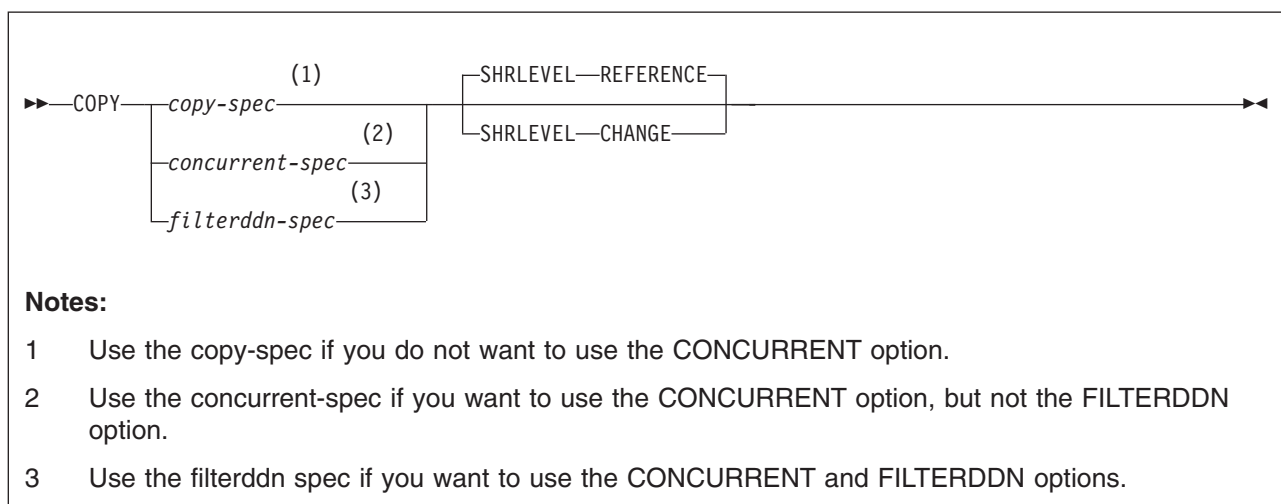 (1) SHRLEVEL REFERENCE
COPY copy-spec
(2) SHRLEVEL CHANGE
concurrent-spec
(3)
filterddn-spec
Notes:
1 Use the copy-spec if you do not want to use the CONCURRENT option.
2 Use the concurrent-spec if you want to use the CONCURRENT option, but not the FILTERDDN
option.
3 Use the filterddn spec if you want to use the CONCURRENT and FILTERDDN options.